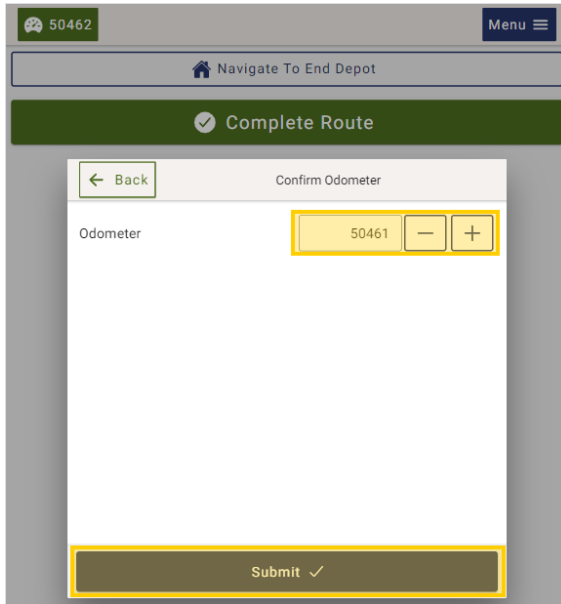 50462 Menu
Navigate To End Depot
Complete Route
Back Confirm Odometer
Odometer 50461
Submit